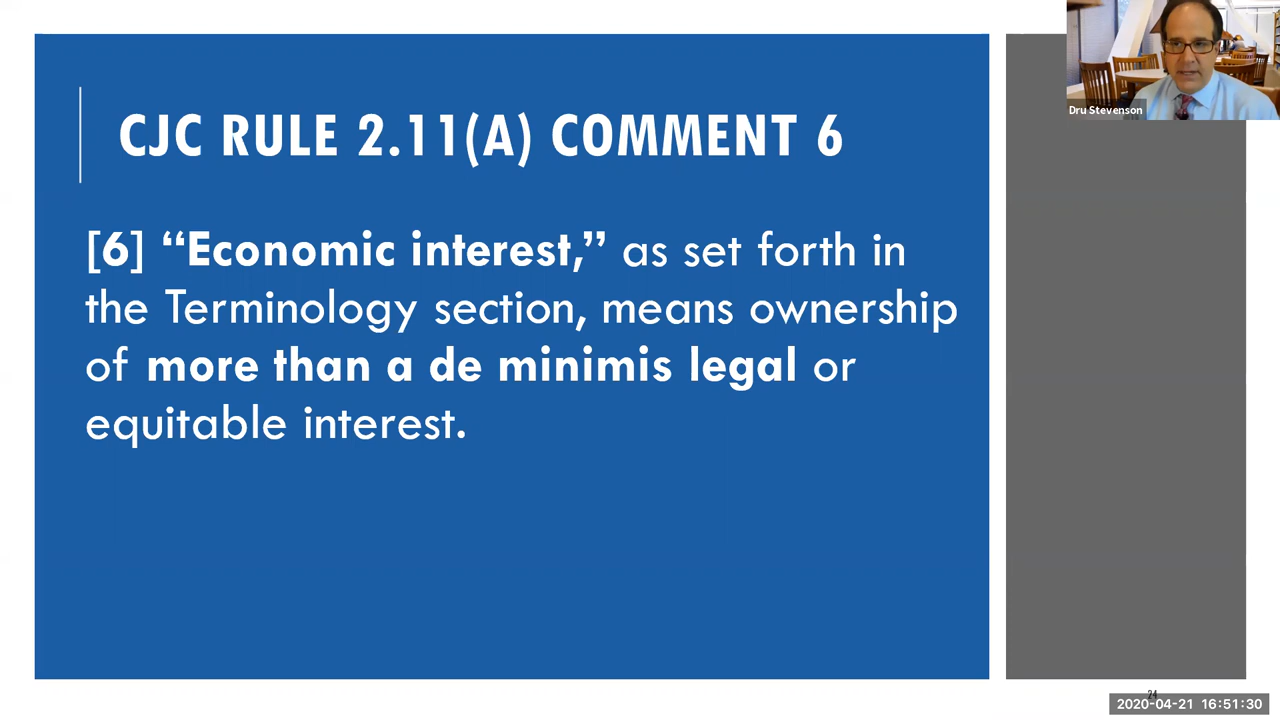 CJC RULE 2.11(A) COMMENT 6
Dru Stevenson
[6] “Economic interest,” as set forth in
the Terminology section, means ownership
of more than a de minimis legal or
equitable interest.
24
2020-04-21 16:51:30